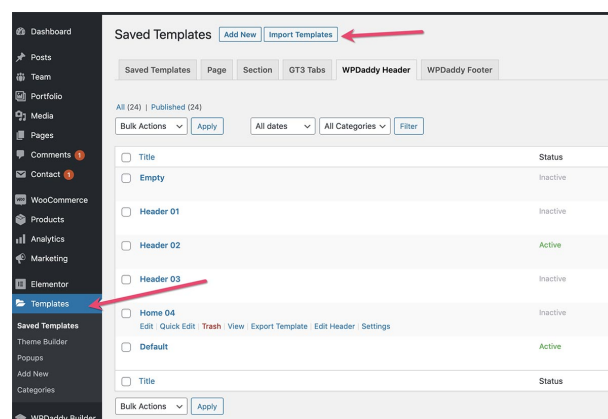 Dashboard
Posts
Team
Portfolio
Media
Pages
Comments 1
Contact 1
WooCommerce
Products
Analytics
Marketing
Elementor
Templates
Saved Templates
Theme Builder
Popups
Add New
Categories
WPDaddy Builder
Saved Templates Add New Import Templates
Saved Templates Page Section GT3 Tabs WPDaddy Header WPDaddy Footer
All (24) | Published (24)
Bulk Actions Apply All dates All Categories Filter
Title Status
Empty Inactive
Header 01 Inactive
Header 02 Active
Header 03 Inactive
Home 04 Inactive
Edit | Quick Edit | Trash | View | Export Template | Edit Header | Settings
Default Active
Title Status
Bulk Actions Apply